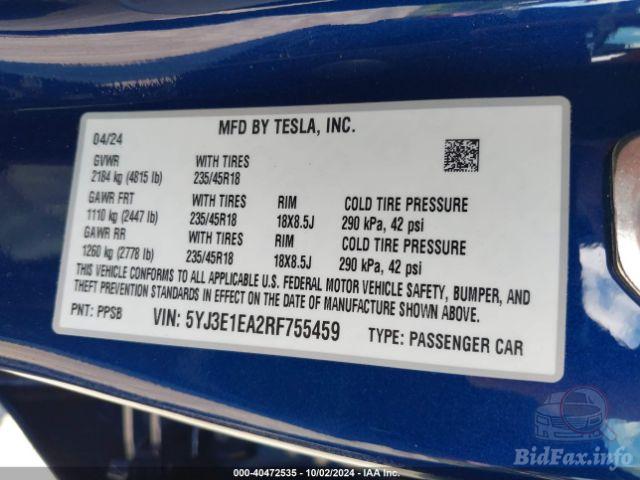 MFD BY TESLA, INC.
04/24
GVWR WITH TIRES
2184 kg (4815 lb) 235/45R18
GAWR FRT WITH TIRES RIM COLD TIRE PRESSURE
1110 kg (2447 lb) 235/45R18 18X8.5J 290 kPa, 42 psi
GAWR RR WITH TIRES RIM COLD TIRE PRESSURE
1260 kg (2778 lb) 235/45R18 18X8.5J 290 kPa, 42 psi
THIS VEHICLE CONFORMS TO ALL APPLICABLE U.S. FEDERAL MOTOR VEHICLE SAFETY, BUMPER, AND
THEFT PREVENTION STANDARDS IN EFFECT ON THE DATE OF MANUFACTURE SHOWN ABOVE.
PNT: PPSB VIN: 5YJ3E1EA2RF755459 TYPE: PASSENGER CAR
BidFax.info
000-40472535 - 10/02/2024 - IAA Inc.